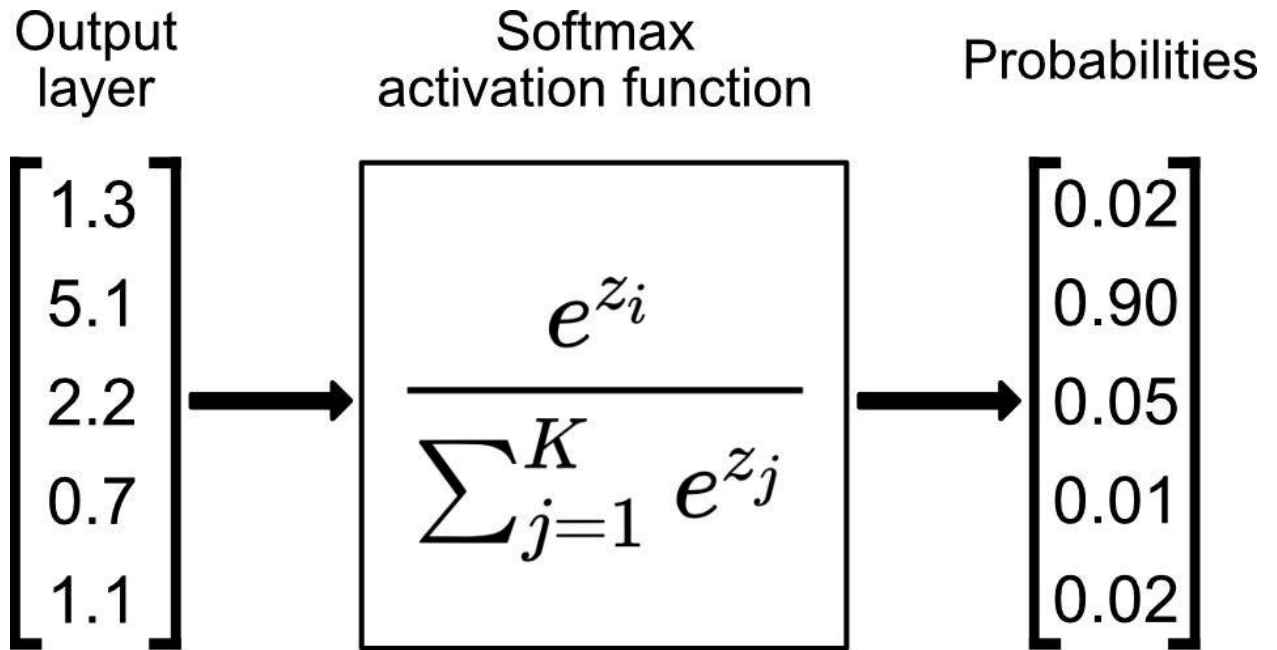 Output
layer
Softmax
activation function
Probabilities
1.3
5.1
2.2
0.7
1.1
e^{z_i}
∑_{j=1}^{K} e^{z_j}
0.02
0.90
0.05
0.01
0.02